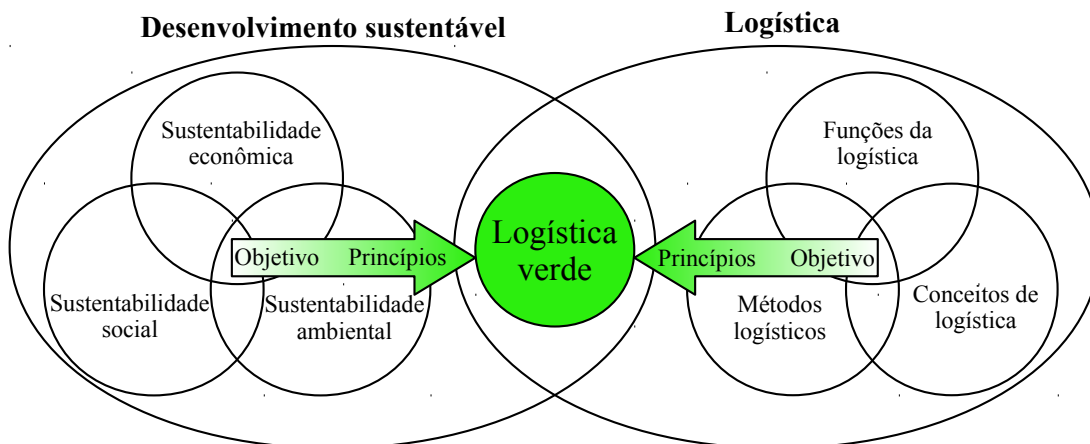 Desenvolvimento sustentável
Logística
Sustentabilidade
econômica
Funções da
logística
Logística
verde
Objetivo Princípios
Princípios Objetivo
Sustentabilidade
social
Sustentabilidade
ambiental
Métodos
logísticos
Conceitos de
logística